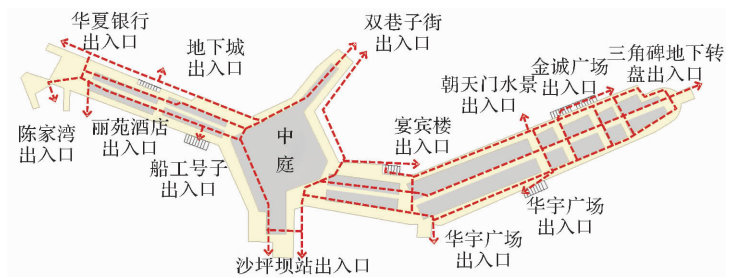 华夏银行
出入口
地下城
出入口
双巷子街
出入口
朝天门水景
出入口
金诚广场
出入口
三角碑地下转
盘出入口
陈家湾
出入口
丽苑酒店
出入口
船工号子
出入口
中
庭
宴宾楼
出入口
沙坪坝站出入口
华宇广场
出入口
华宇广场
出入口